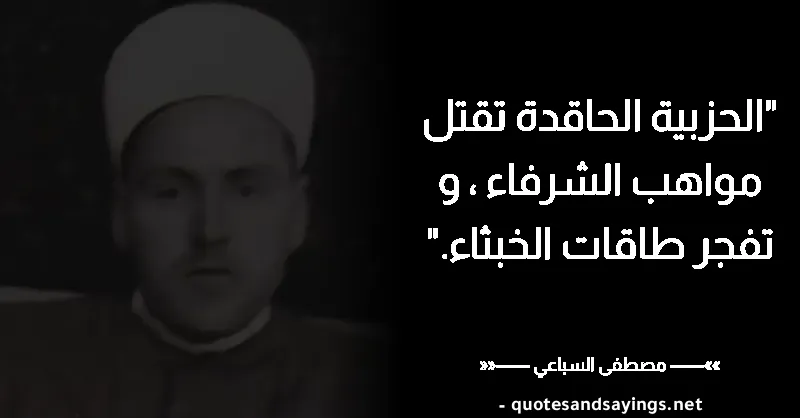 "الحزبية الحاقدة تقتل
مواهب الشرفاء ، و
تفجر طاقات الخبثاء."
»»—— مصطفى السباعي ——««
- quotesandsayings.net